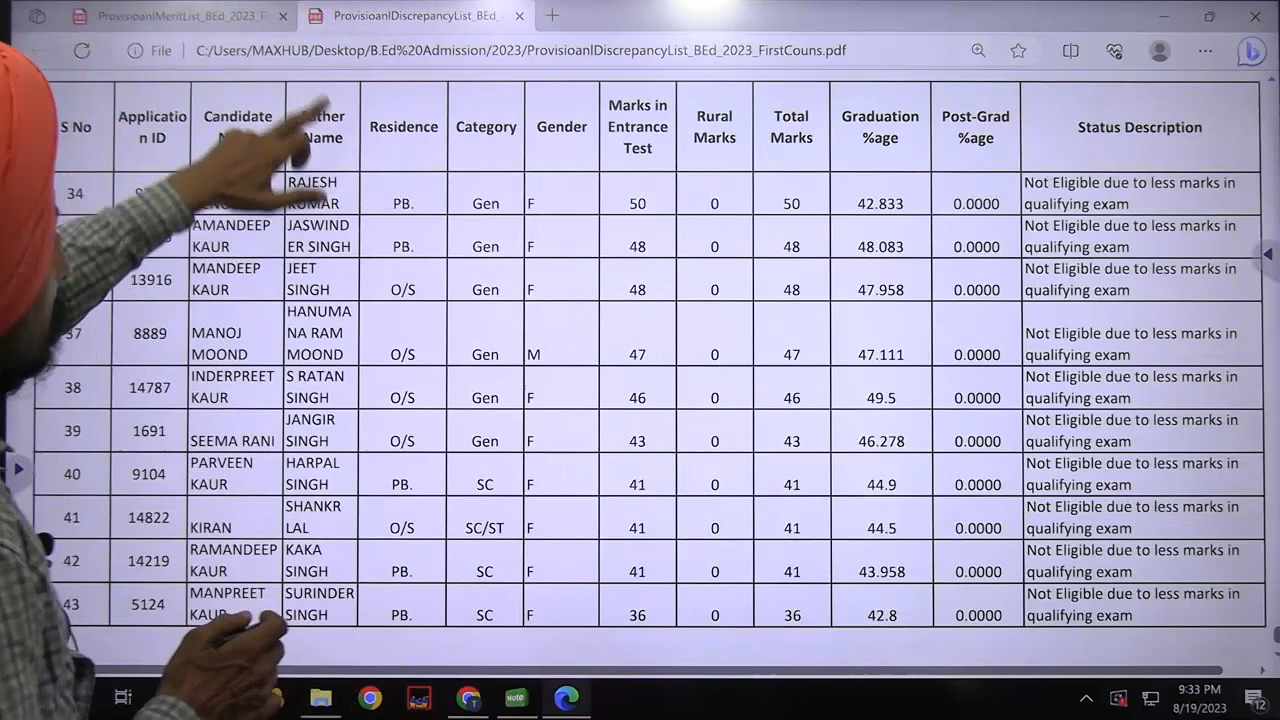 ProvisioanlMeritList_BEd_2023_F
ProvisioanlDiscrepancyList_BEd_
File
C:/Users/MAXHUB/Desktop/B.Ed%20Admission/2023/ProvisioanlDiscrepancyList_BEd_2023_FirstCouns.pdf
S No Applicatio n ID Candidate Name Residence Category Gender Marks in Entrance Test Rural Marks Total Marks Graduation %age Post-Grad %age Status Description
34 RAJESH KUMAR PB. Gen F 50 0 50 42.833 0.0000 Not Eligible due to less marks in qualifying exam
AMANDEEP KAUR JASWIND ER SINGH PB. Gen F 48 0 48 48.083 0.0000 Not Eligible due to less marks in qualifying exam
13916 MANDEEP KAUR JEET SINGH O/S Gen F 48 0 48 47.958 0.0000 Not Eligible due to less marks in qualifying exam
37 8889 MANOJ MOOND HANUMA NA RAM MOOND O/S Gen M 47 0 47 47.111 0.0000 Not Eligible due to less marks in qualifying exam
38 14787 INDERPREET KAUR S RATAN SINGH O/S Gen F 46 0 46 49.5 0.0000 Not Eligible due to less marks in qualifying exam
39 1691 SEEMA RANI JANGIR SINGH O/S Gen F 43 0 43 46.278 0.0000 Not Eligible due to less marks in qualifying exam
40 9104 PARVEEN KAUR HARPAL SINGH PB. SC F 41 0 41 44.9 0.0000 Not Eligible due to less marks in qualifying exam
41 14822 KIRAN SHANKR LAL O/S SC/ST F 41 0 41 44.5 0.0000 Not Eligible due to less marks in qualifying exam
42 14219 RAMANDEEP KAUR KAKA SINGH PB. SC F 41 0 41 43.958 0.0000 Not Eligible due to less marks in qualifying exam
43 5124 MANPREET KAUR SURINDER SINGH PB. SC F 36 0 36 42.8 0.0000 Not Eligible due to less marks in qualifying exam
Note
9:33 PM
8/19/2023
12